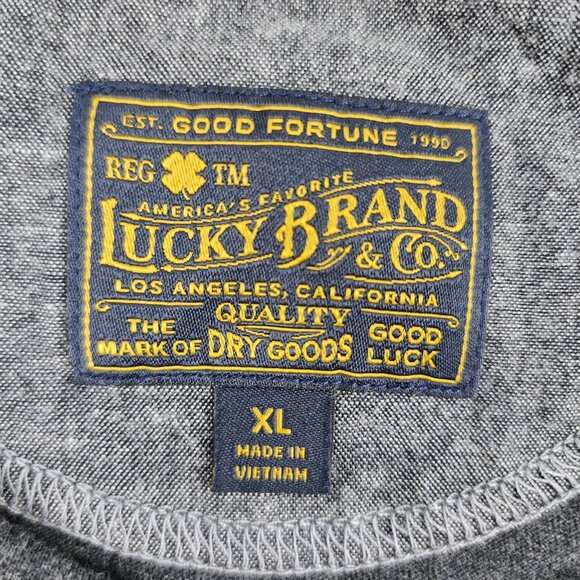 EST. GOOD FORTUNE 1990
REG TM
AMERICA'S FAVORITE
LUCKY BRAND
& CO.
LOS ANGELES, CALIFORNIA
QUALITY
THE MARK OF DRY GOODS GOOD LUCK
XL
MADE IN
VIETNAM